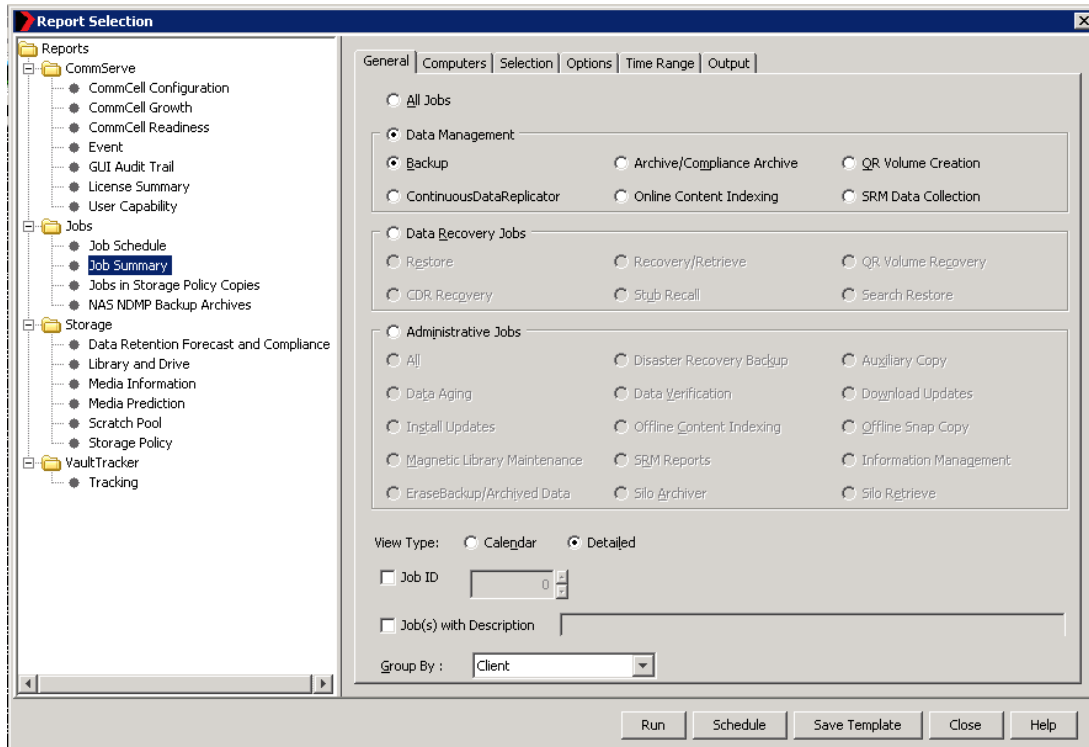 Report Selection
Reports
CommServe
CommCell Configuration
CommCell Growth
CommCell Readiness
Event
GUI Audit Trail
License Summary
User Capability
Jobs
Job Schedule
Job Summary
Jobs in Storage Policy Copies
NAS NDMP Backup Archives
Storage
Data Retention Forecast and Compliance
Library and Drive
Media Information
Media Prediction
Scratch Pool
Storage Policy
VaultTracker
Tracking
General Computers Selection Options Time Range Output
All Jobs
Data Management
Backup Archive/Compliance Archive QR Volume Creation
ContinuousDataReplicator Online Content Indexing SRM Data Collection
Data Recovery Jobs
Restore Recovery/Retrieve QR Volume Recovery
CDR Recovery Stub Recall Search Restore
Administrative Jobs
All Disaster Recovery Backup Auxiliary Copy
Data Aging Data Verification Download Updates
Install Updates Offline Content Indexing Offline Snap Copy
Magnetic Library Maintenance SRM Reports Information Management
EraseBackup/Archived Data Silo Archiver Silo Retrieve
View Type: Calendar Detailed
Job ID 0
Job(s) with Description
Group By : Client
Run Schedule Save Template Close Help